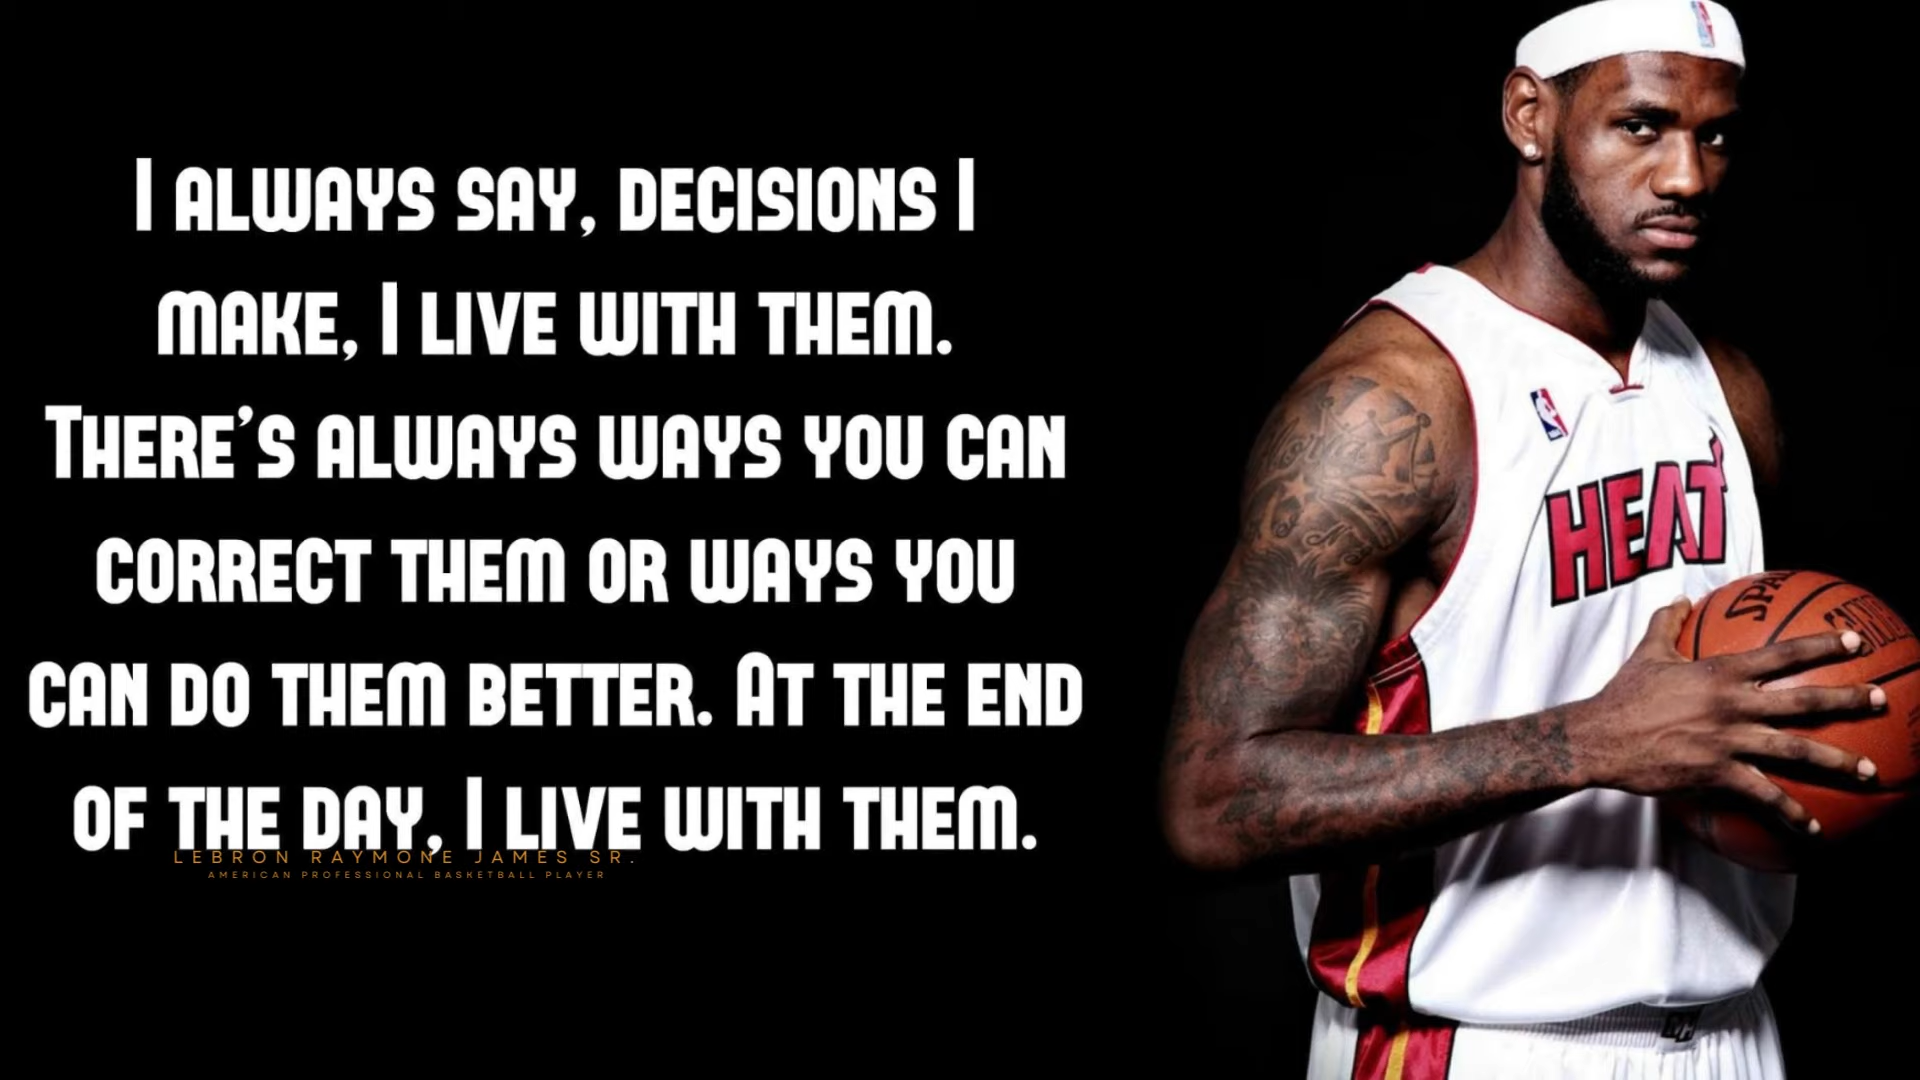 I always say, decisions I
make, I live with them.
There's always ways you can
correct them or ways you
can do them better. At the end
of the day, I live with them.
LEBRON RAYMONE JAMES SR.
AMERICAN PROFESSIONAL BASKETBALL PLAYER
HEAT